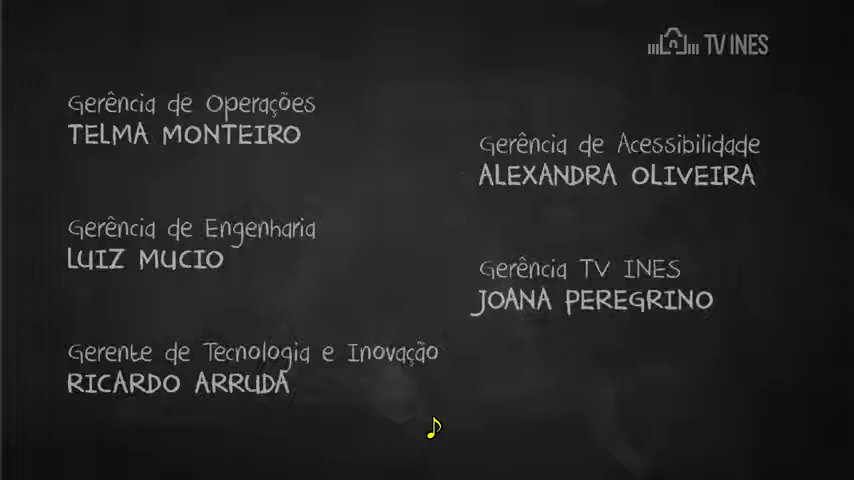 TV INES
Gerência de Operações
TELMA MONTEIRO
Gerência de Engenharia
LUIZ MUCIO
Gerente de Tecnologia e Inovação
RICARDO ARRUDA
Gerência de Acessibilidade
ALEXANDRA OLIVEIRA
Gerência TV INES
JOANA PEREGRINO